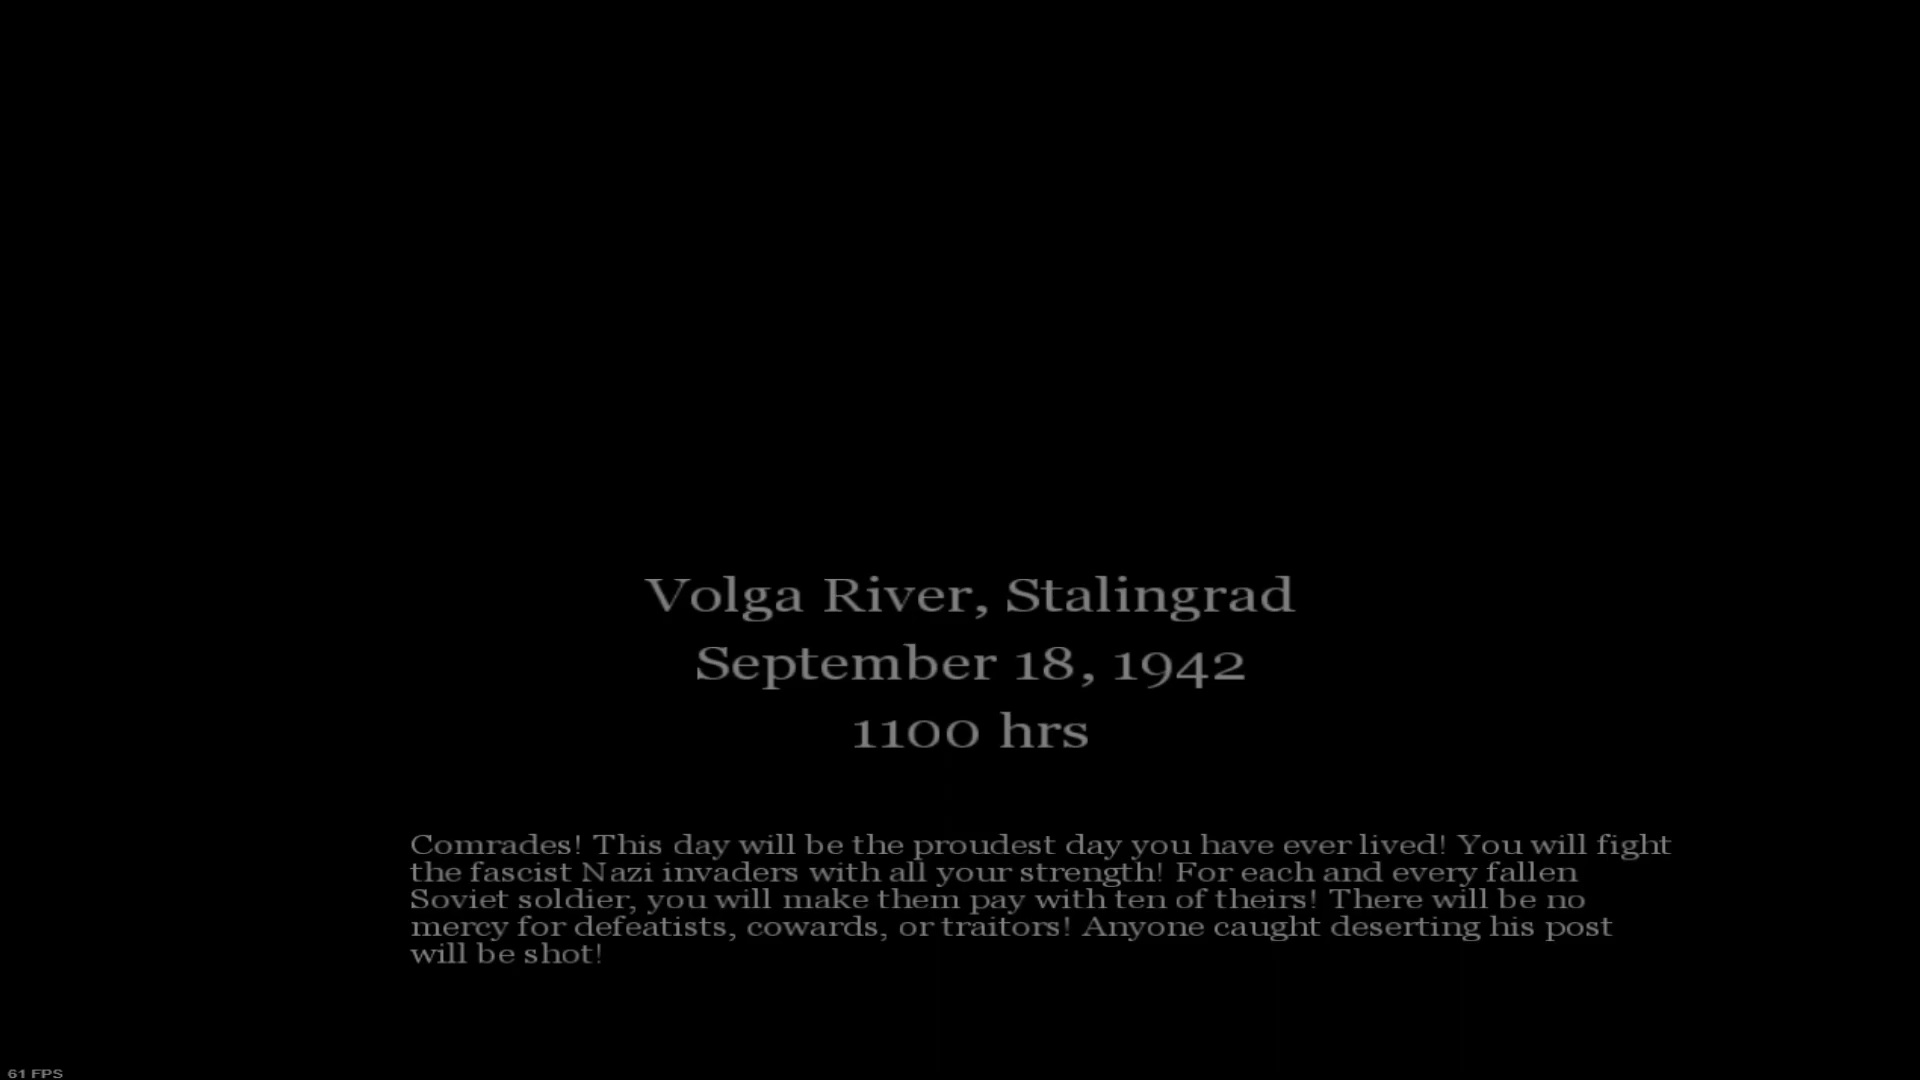 Volga River, Stalingrad
September 18, 1942
1100 hrs
Comrades! This day will be the proudest day you have ever lived! You will fight
the fascist Nazi invaders with all your strength! For each and every fallen
Soviet soldier, you will make them pay with ten of theirs! There will be no
mercy for defeatists, cowards, or traitors! Anyone caught deserting his post
will be shot!
61 FPS